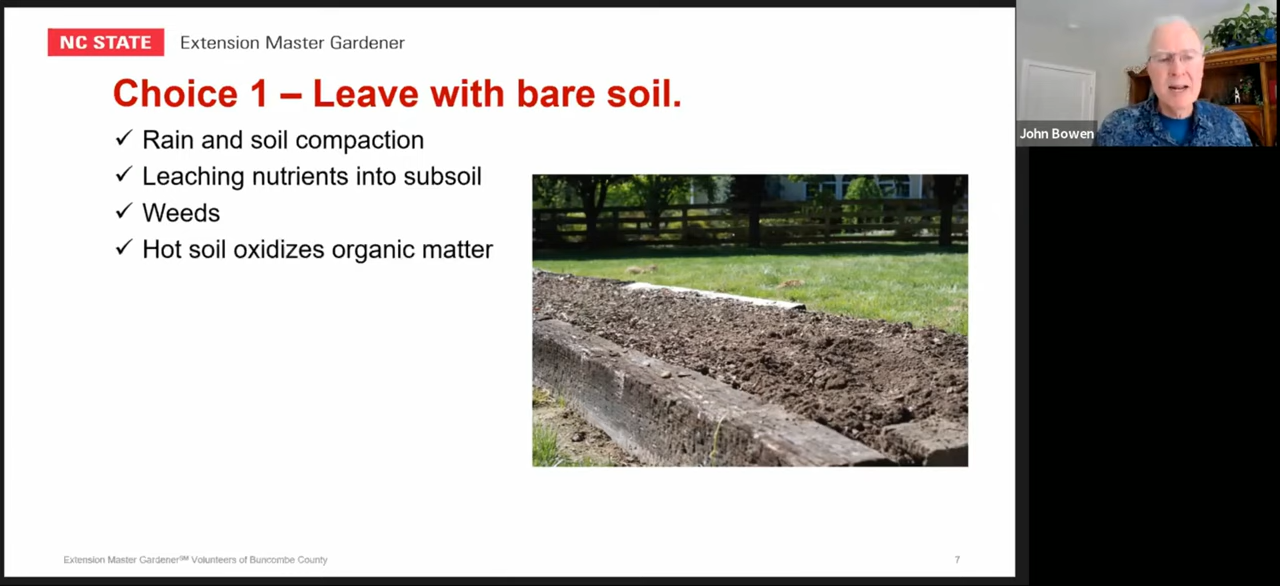 NC STATE Extension Master Gardener
Choice 1 – Leave with bare soil.
✓ Rain and soil compaction
✓ Leaching nutrients into subsoil
✓ Weeds
✓ Hot soil oxidizes organic matter
John Bowen
Extension Master Gardener℠ Volunteers of Buncombe County
7